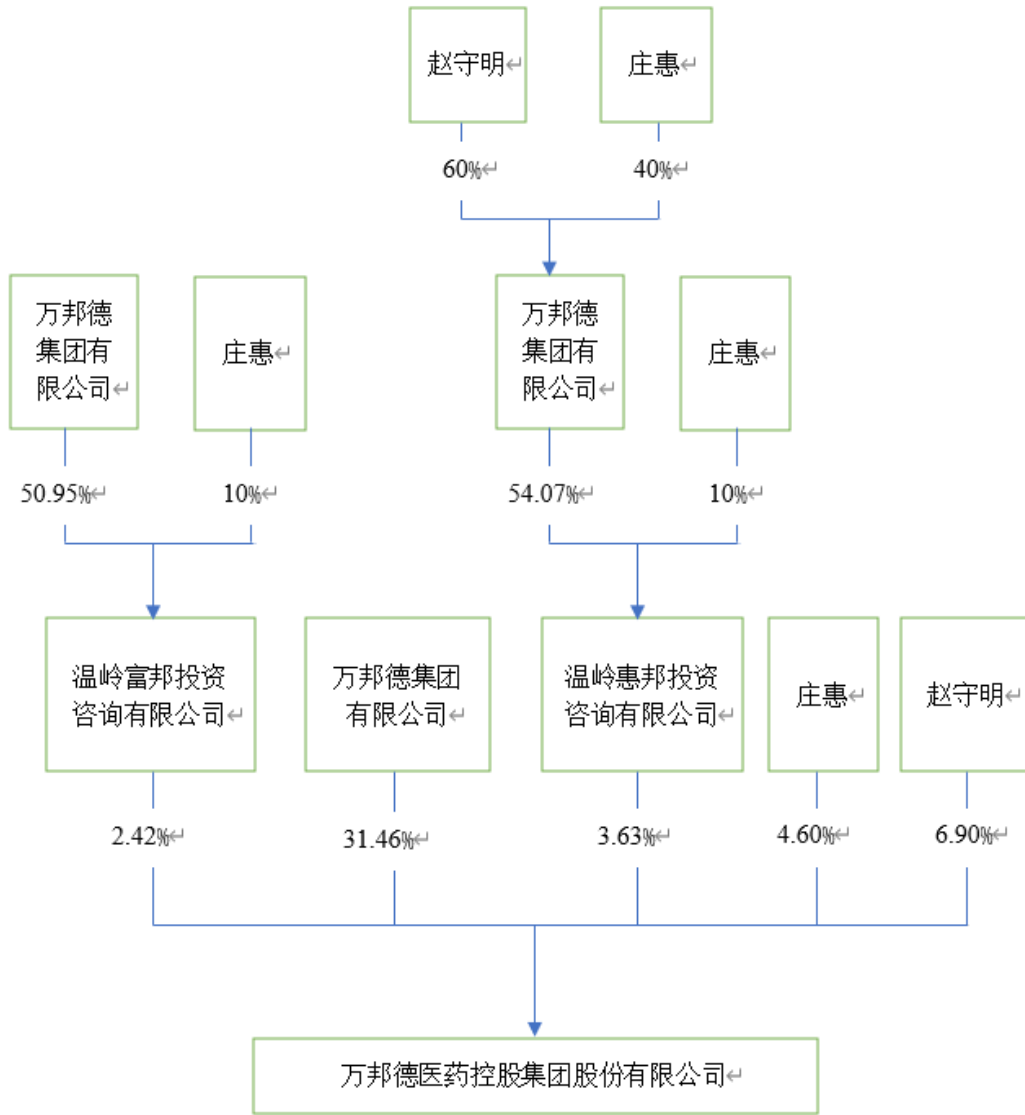 赵守明↵
庄惠↵
60%↵
40%↵
万邦德
集团有
限公司↵
庄惠↵
万邦德
集团有
限公司↵
庄惠↵
50.95%↵
10%↵
54.07%↵
10%↵
温岭富邦投资
咨询有限公司↵
万邦德集团
有限公司↵
温岭惠邦投资
咨询有限公司↵
庄惠↵
赵守明↵
2.42%↵
31.46%↵
3.63%↵
4.60%↵
6.90%↵
万邦德医药控股集团股份有限公司↵